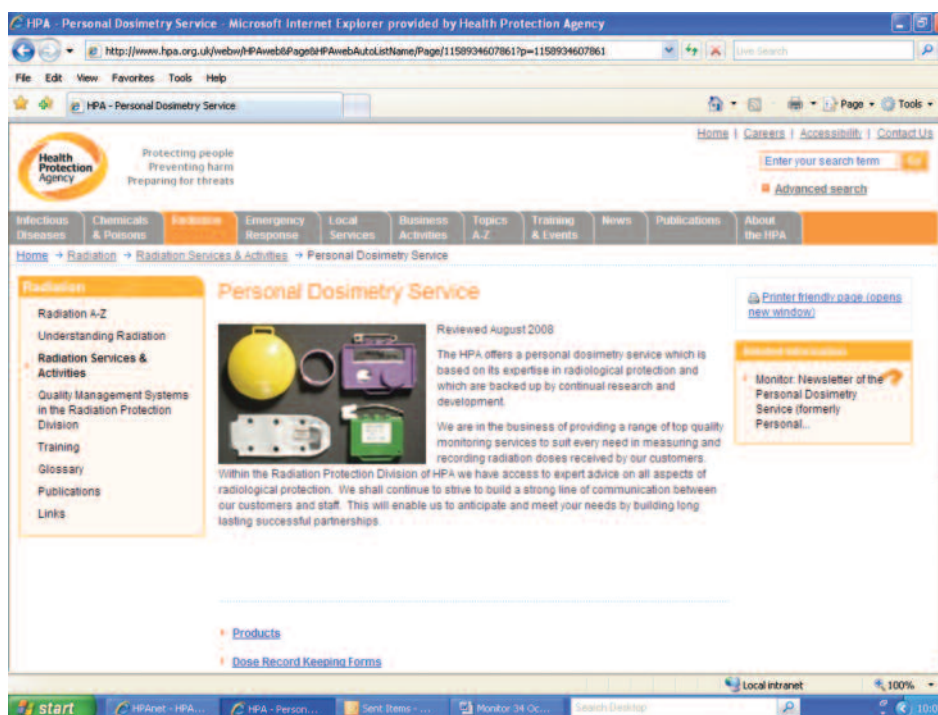 HPA - Personal Dosimetry Service - Microsoft Internet Explorer provided by Health Protection Agency
http://www.hpa.org.uk/webw/HPAweb&Page&HPAwebAutoListName/Page/1158934607861?p=1158934607861
Live Search
File Edit View Favorites Tools Help
HPA - Personal Dosimetry Service
Page
Tools
Home | Careers | Accessibility | Contact Us
Health
Protection
Agency
Protecting people
Preventing harm
Preparing for threats
Enter your search term
Go
Advanced search
Infectious
Diseases
Chemicals
& Poisons
Radiation
Emergency
Response
Local
Services
Business
Activities
Topics
A-Z
Training
& Events
News
Publications
About
the HPA
Home → Radiation → Radiation Services & Activities → Personal Dosimetry Service
Radiation
Radiation A-Z
Understanding Radiation
Radiation Services &
Activities
Quality Management Systems
in the Radiation Protection
Division
Training
Glossary
Publications
Links
Personal Dosimetry Service
Reviewed August 2008
The HPA offers a personal dosimetry service which is
based on its expertise in radiological protection and
which are backed up by continual research and
development.
We are in the business of providing a range of top quality
monitoring services to suit every need in measuring and
recording radiation doses received by our customers.
Within the Radiation Protection Division of HPA we have access to expert advice on all aspects of
radiological protection. We shall continue to strive to build a strong line of communication between
our customers and staff. This will enable us to anticipate and meet your needs by building long
lasting successful partnerships.
Products
Dose Record Keeping Forms
Printer friendly page (opens
new window)
Related information
Monitor: Newsletter of the
Personal Dosimetry
Service (formerly
Personal...
Local intranet
100%
start
HPAnet - HPA...
HPA - Person...
Sent Items - ...
Monitor 34 Oc...
Search Desktop